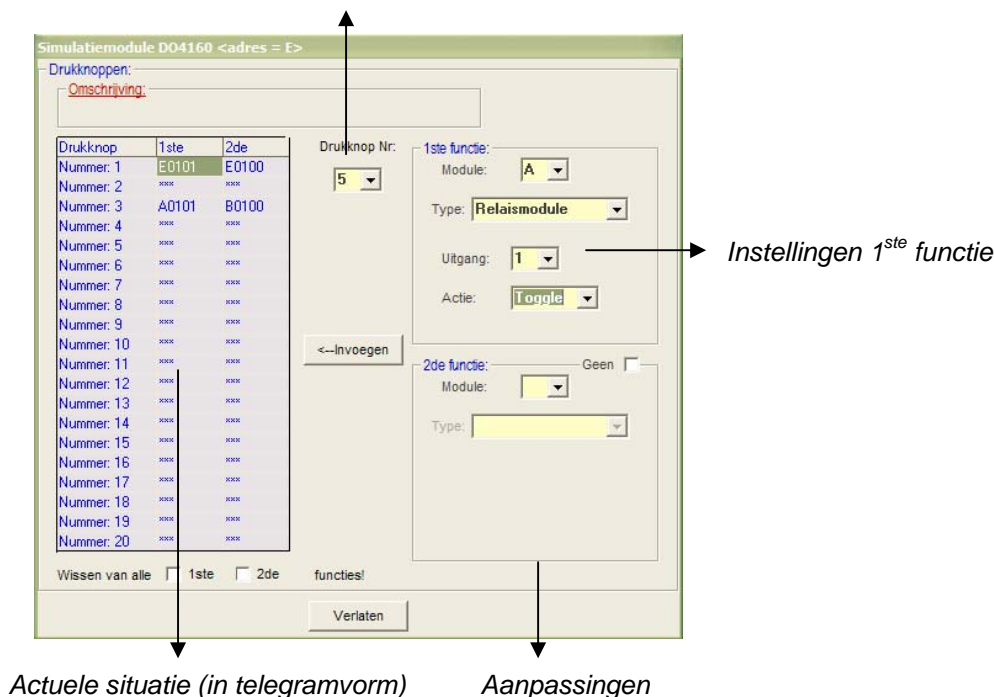 Simulatiemodule DO4160 <adres = E>
Drukknoppen:
Omschrijving:
Drukknop 1ste 2de
Nummer: 1 E0101 E0100
Nummer: 2 *** ***
Nummer: 3 A0101 B0100
Nummer: 4 *** ***
Nummer: 5 *** ***
Nummer: 6 *** ***
Nummer: 7 *** ***
Nummer: 8 *** ***
Nummer: 9 *** ***
Nummer: 10 *** ***
Nummer: 11 *** ***
Nummer: 12 *** ***
Nummer: 13 *** ***
Nummer: 14 *** ***
Nummer: 15 *** ***
Nummer: 16 *** ***
Nummer: 17 *** ***
Nummer: 18 *** ***
Nummer: 19 *** ***
Nummer: 20 *** ***
Wissen van alle 1ste 2de functies!
Drukknop Nr:
5
<--Invoegen
1ste functie:
Module: A
Type: Relaismodule
Uitgang: 1
Actie: Toggle
2de functie: Geen
Module:
Type:
Verlaten
Instellingen 1ste functie
Actuele situatie (in telegramvorm)
Aanpassingen